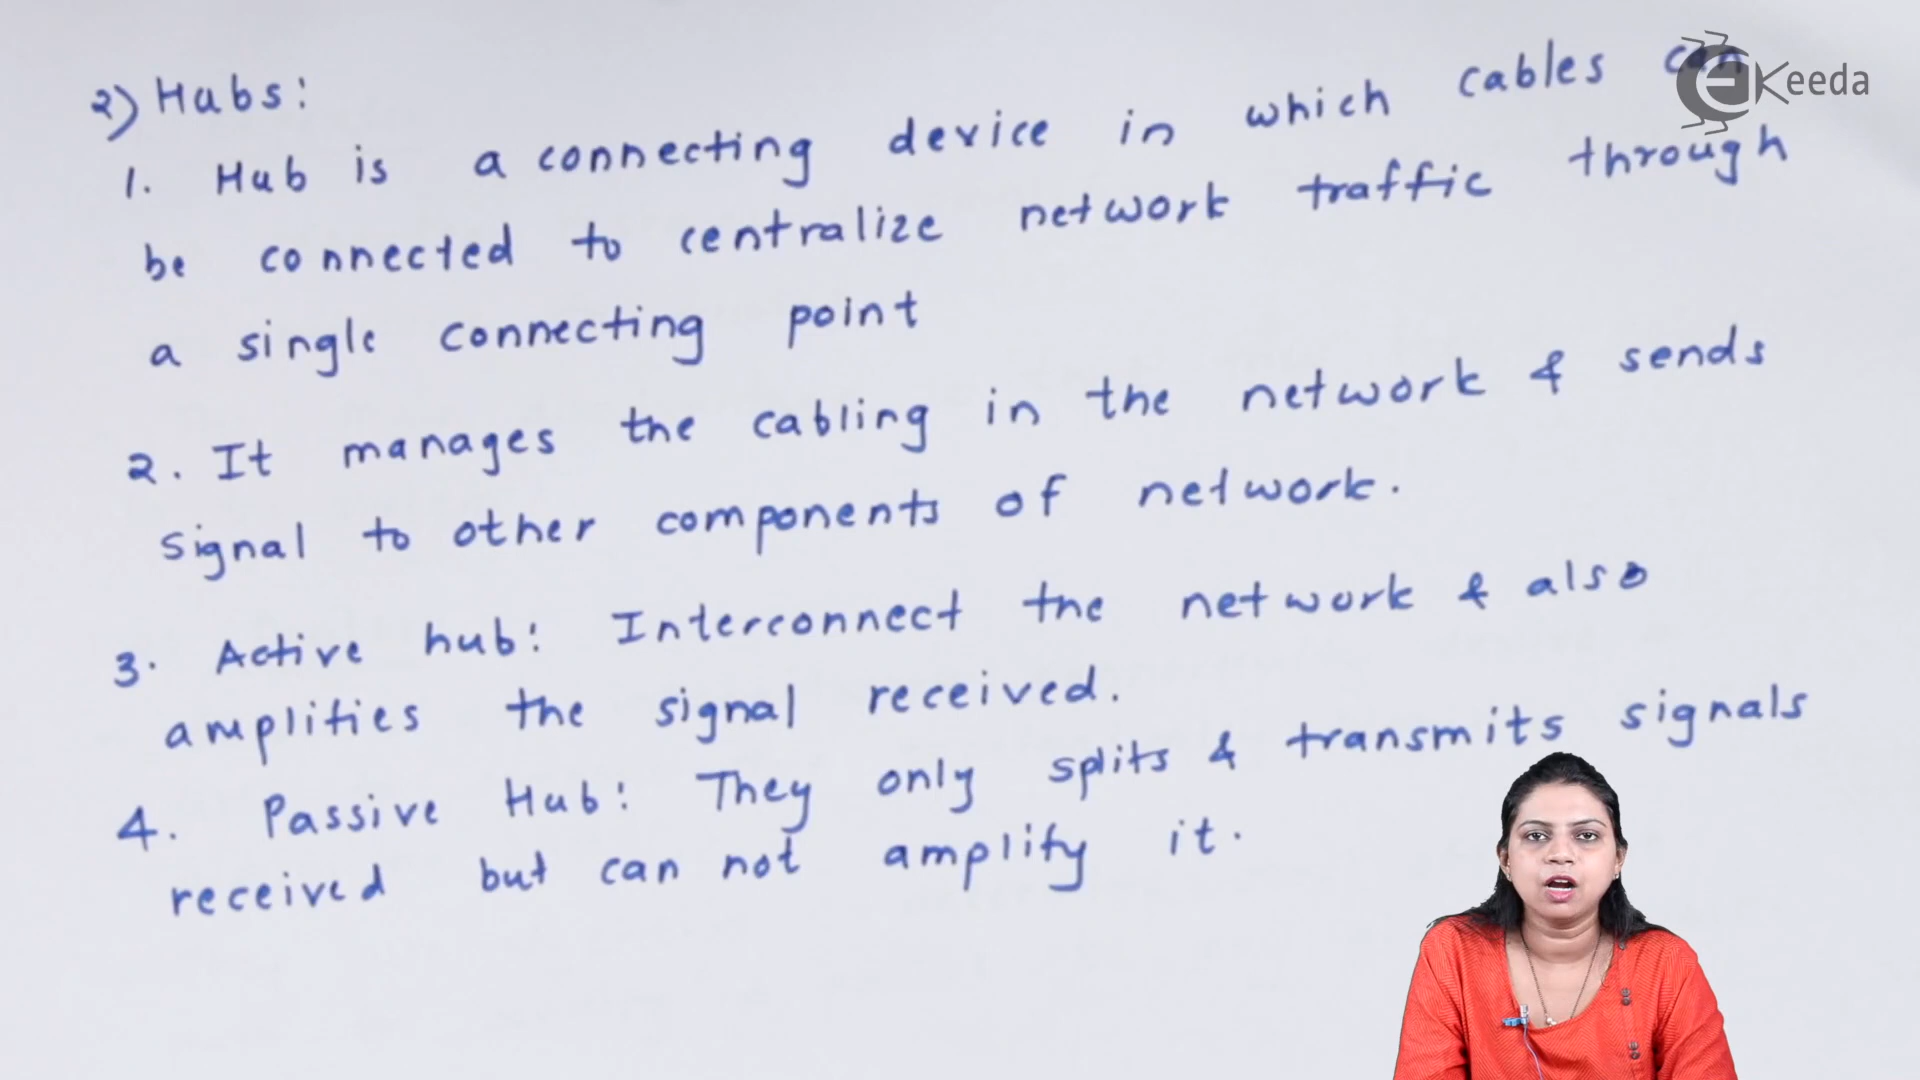 2) Hubs:
1. Hub is a connecting device in which cables can
be connected to centralize network traffic through
a single connecting point
2. It manages the cabling in the network & sends
signal to other components of network.
3. Active hub: Interconnect the network & also
amplifies the signal received.
4. Passive Hub: They only splits & transmits signals
received but can not amplify it.
eKeeda